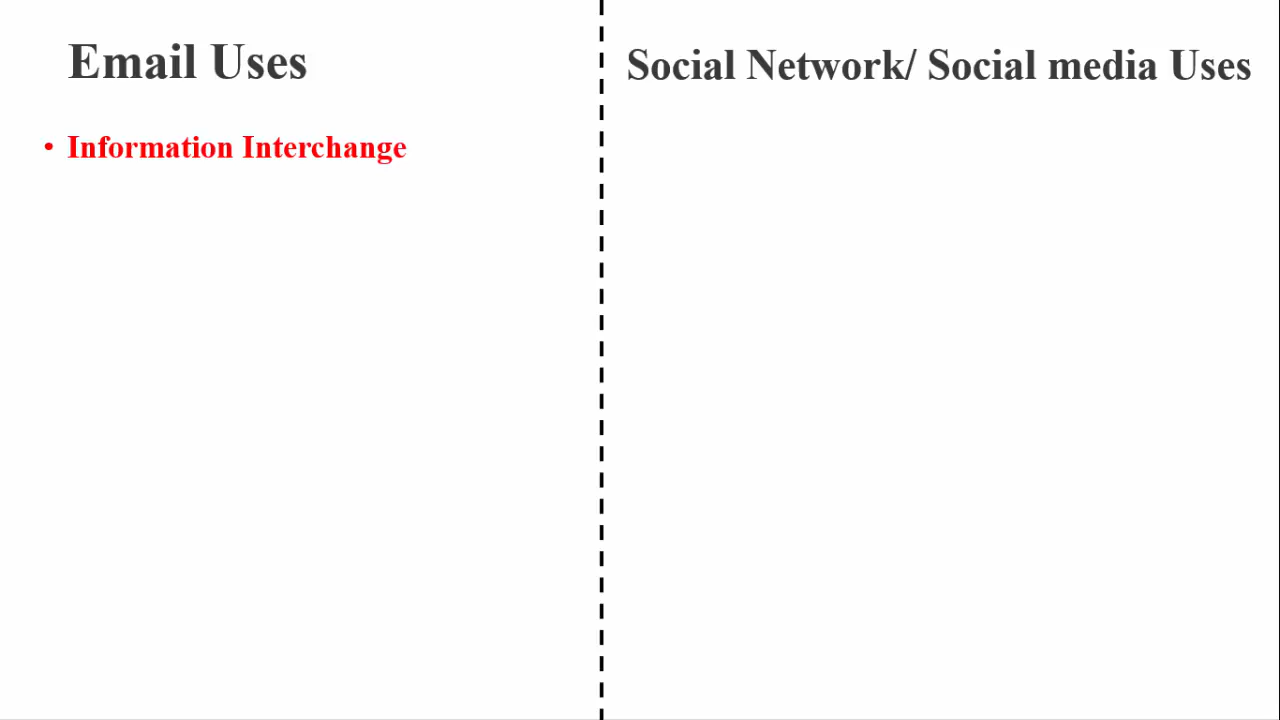 Email Uses
• Information Interchange
Social Network/ Social media Uses